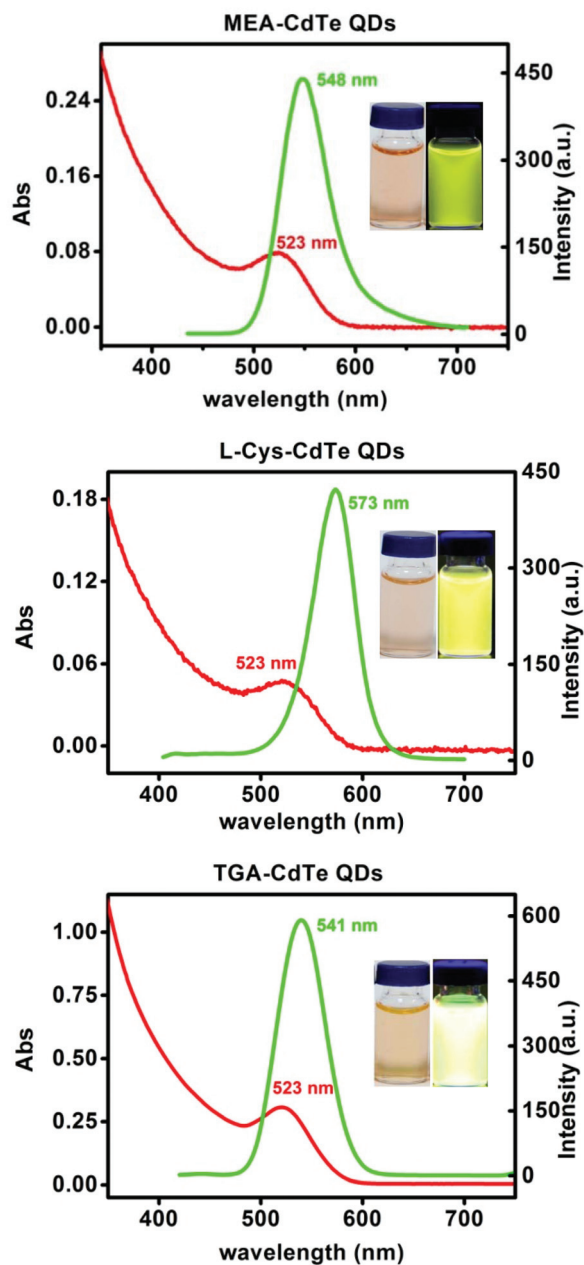 MEA-CdTe QDs
548 nm
523 nm
Abs
0.24
0.16
0.08
0.00
450
300
150
0
Intensity (a.u.)
400 500 600 700
wavelength (nm)
L-Cys-CdTe QDs
573 nm
523 nm
Abs
0.18
0.12
0.06
0.00
450
300
150
0
Intensity (a.u.)
400 500 600 700
wavelength (nm)
TGA-CdTe QDs
541 nm
523 nm
Abs
1.00
0.75
0.50
0.25
0.00
600
450
300
150
0
Intensity (a.u.)
400 500 600 700
wavelength (nm)